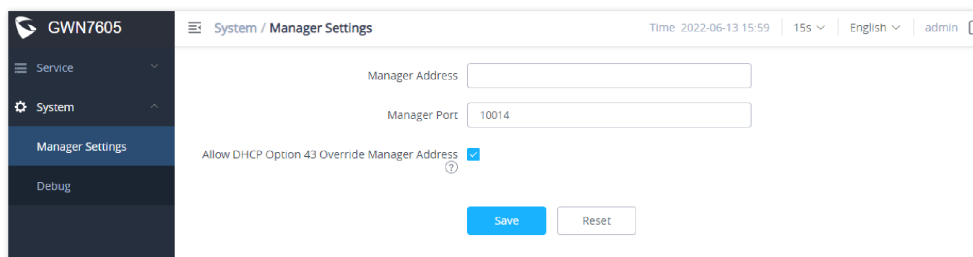 GWN7605
System / Manager Settings
Time 2022-06-13 15:59
15s
English
admin
Service
System
Manager Settings
Debug
Manager Address
Manager Port
10014
Allow DHCP Option 43 Override Manager Address
?
Save
Reset